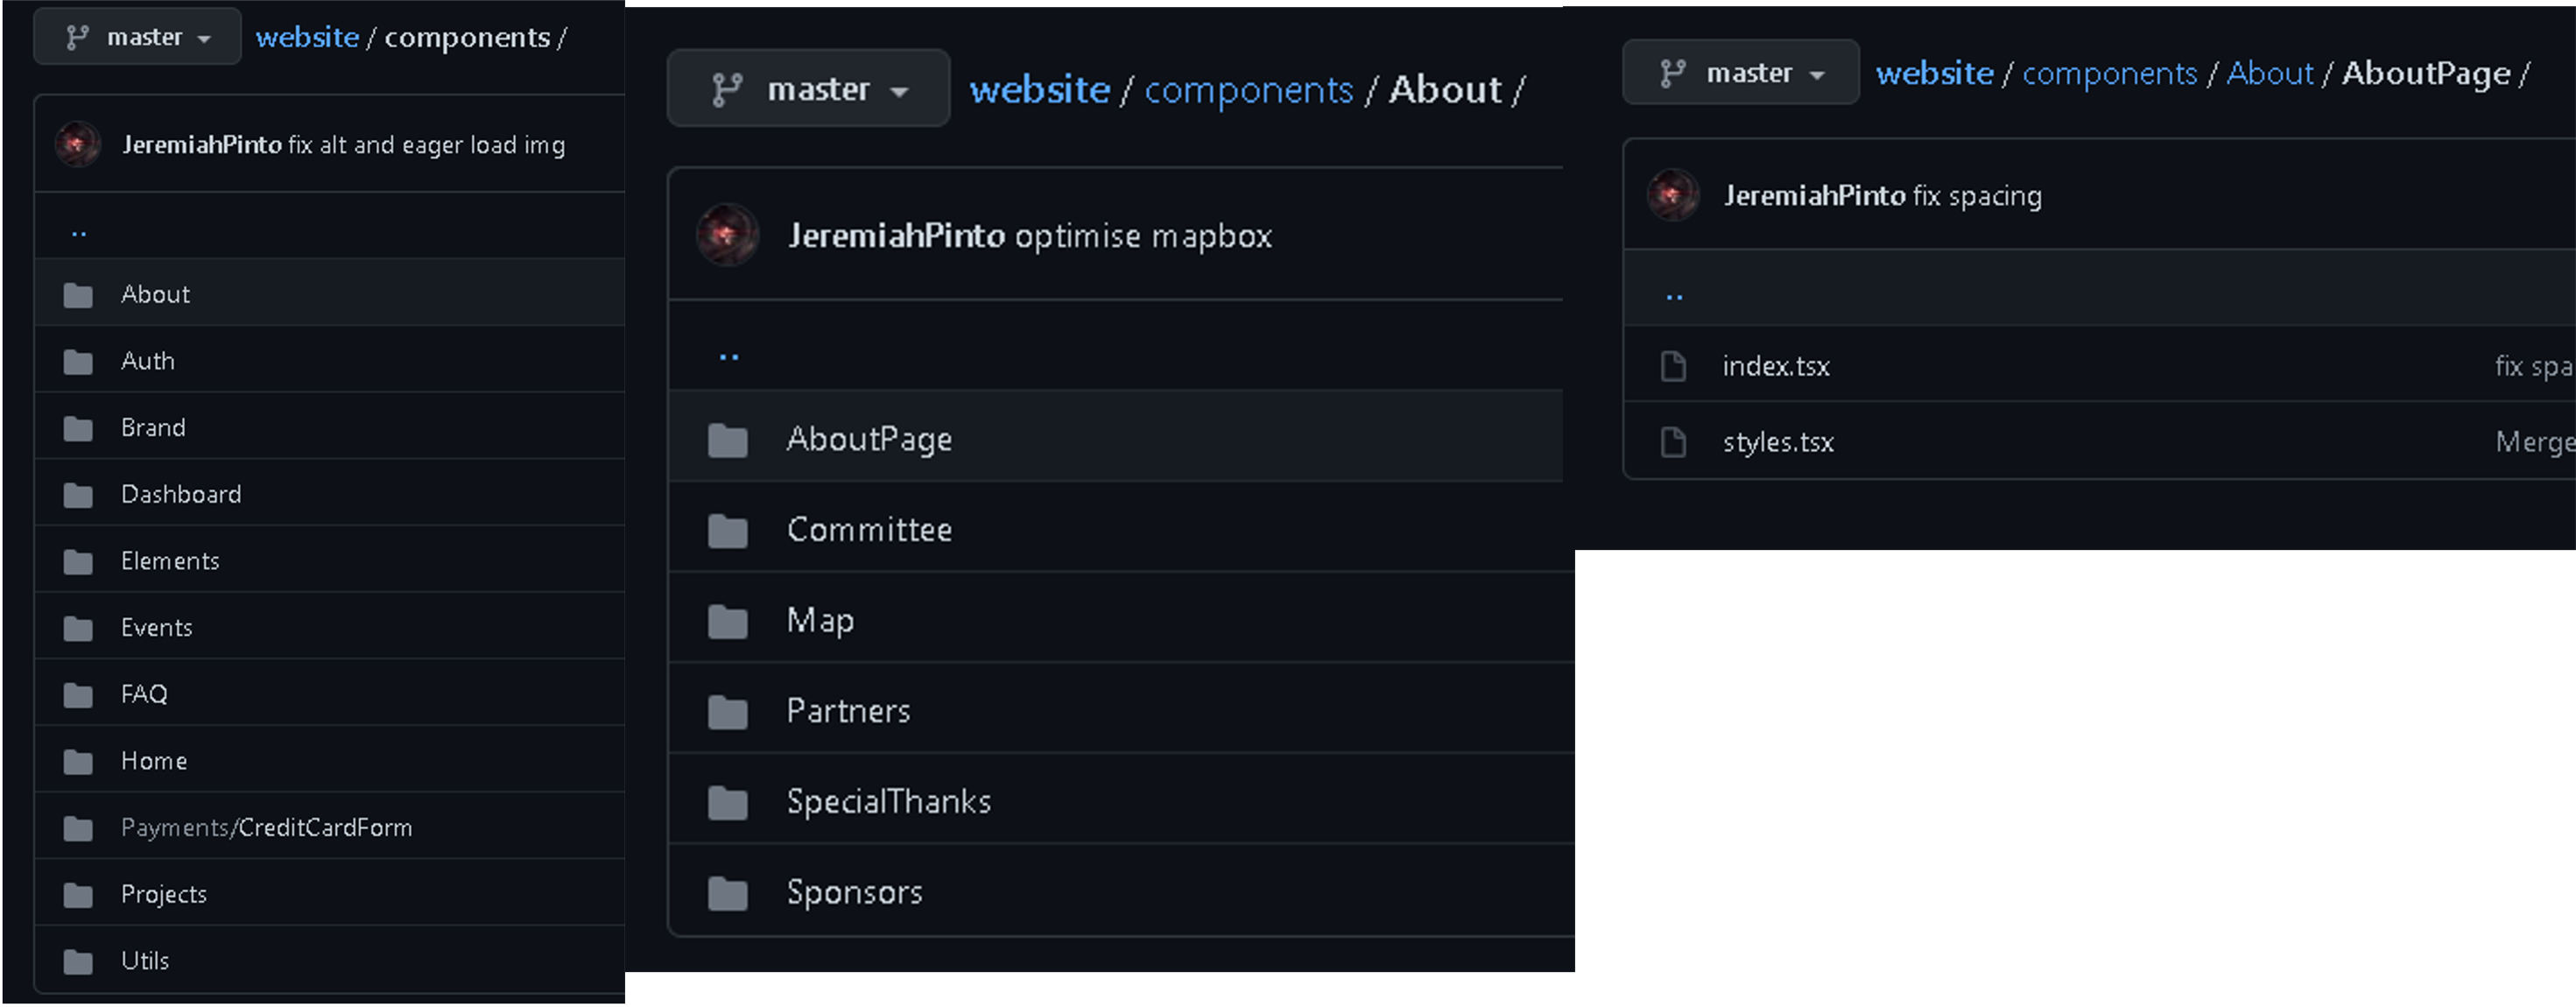 master
website / components /
JeremiahPinto fix alt and eager load img
..
About
Auth
Brand
Dashboard
Elements
Events
FAQ
Home
Payments/CreditCardForm
Projects
Utils
master
website / components / About /
JeremiahPinto optimise mapbox
..
AboutPage
Committee
Map
Partners
SpecialThanks
Sponsors
master
website / components / About / AboutPage /
JeremiahPinto fix spacing
..
index.tsx fix spa
styles.tsx Merge